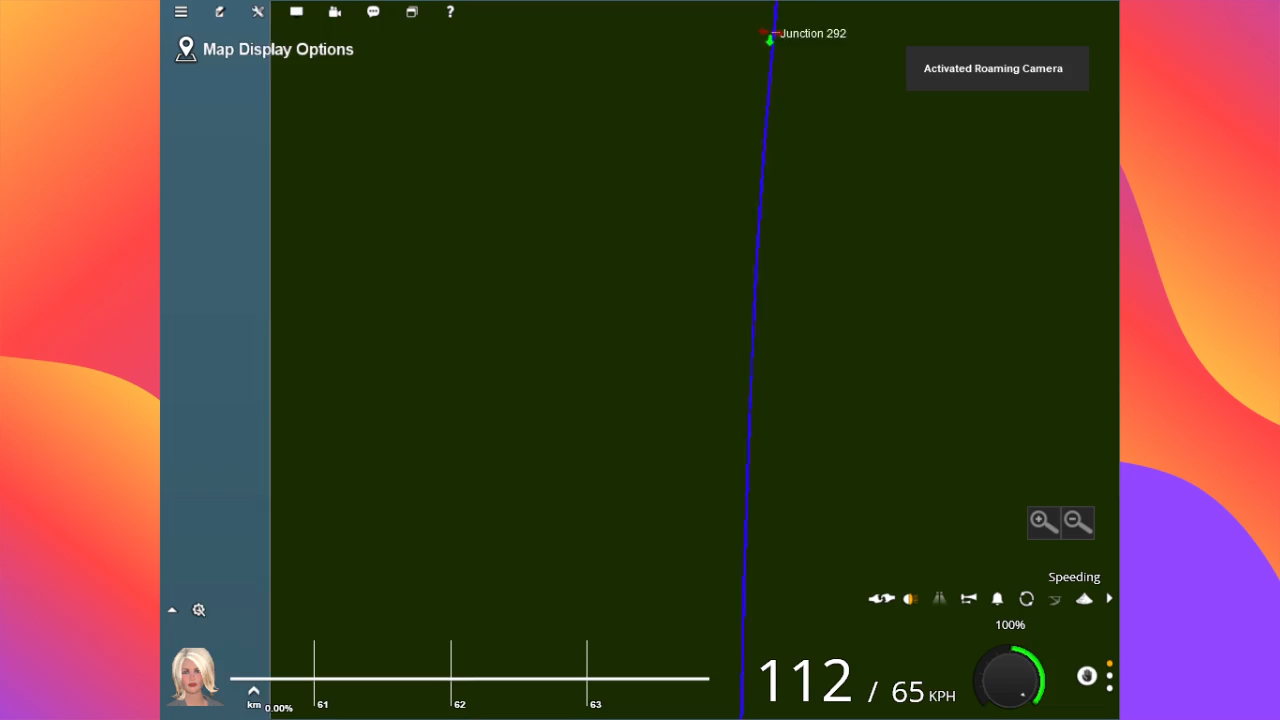 Junction 292
Map Display Options
Activated Roaming Camera
Speeding
100%
112 / 65 KPH
km 0.00% 61 62 63